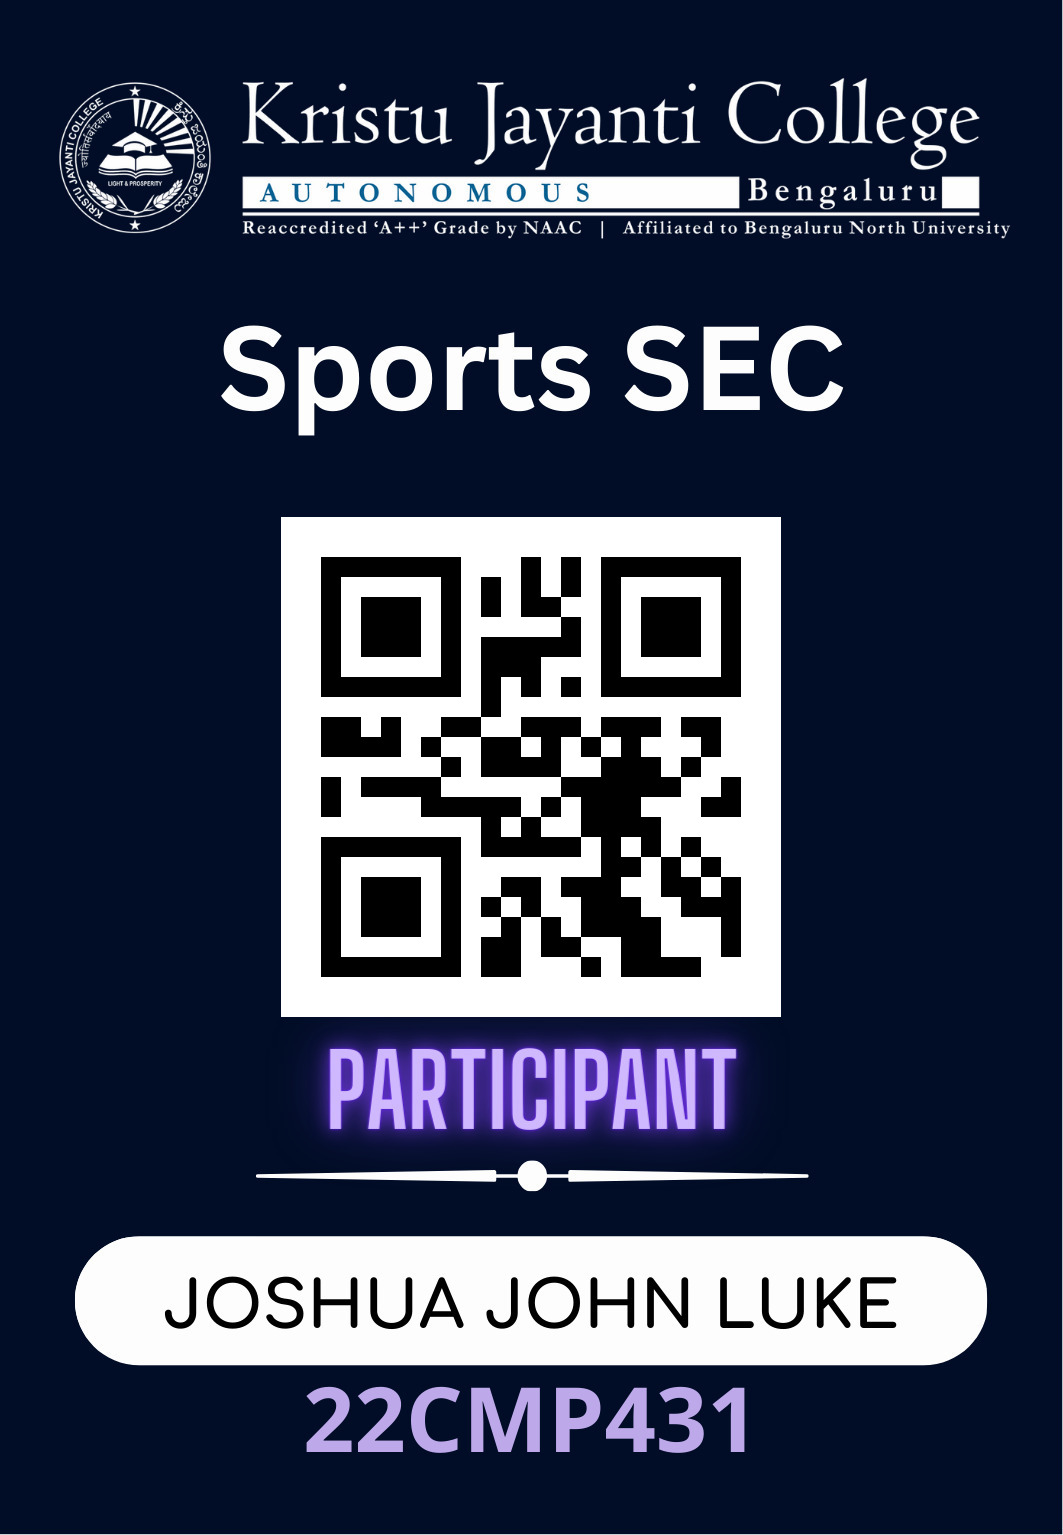 Kristu Jayanti College
AUTONOMOUS Bengaluru
Reaccredited ‘A++’ Grade by NAAC | Affiliated to Bengaluru North University
KRISTU JAYANTI COLLEGE
LIGHT & PROSPERITY
Sports SEC
PARTICIPANT
JOSHUA JOHN LUKE
22CMP431